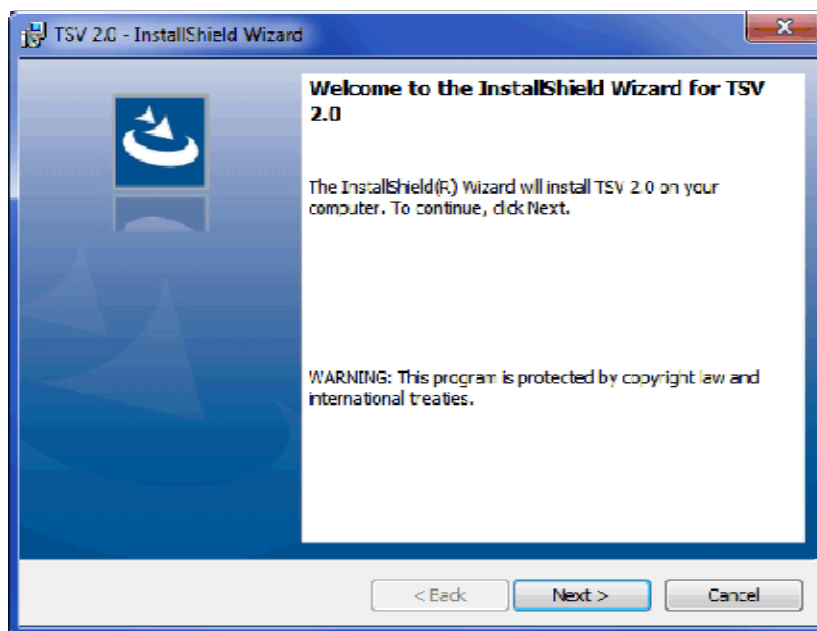 TSV 2.0 - InstallShield Wizard
x
Welcome to the InstallShield Wizard for TSV
2.0
The InstallShield(R) Wizard will install TSV 2.0 on your
computer. To continue, click Next.
WARNING: This program is protected by copyright law and
international treaties.
< Back
Next >
Cancel